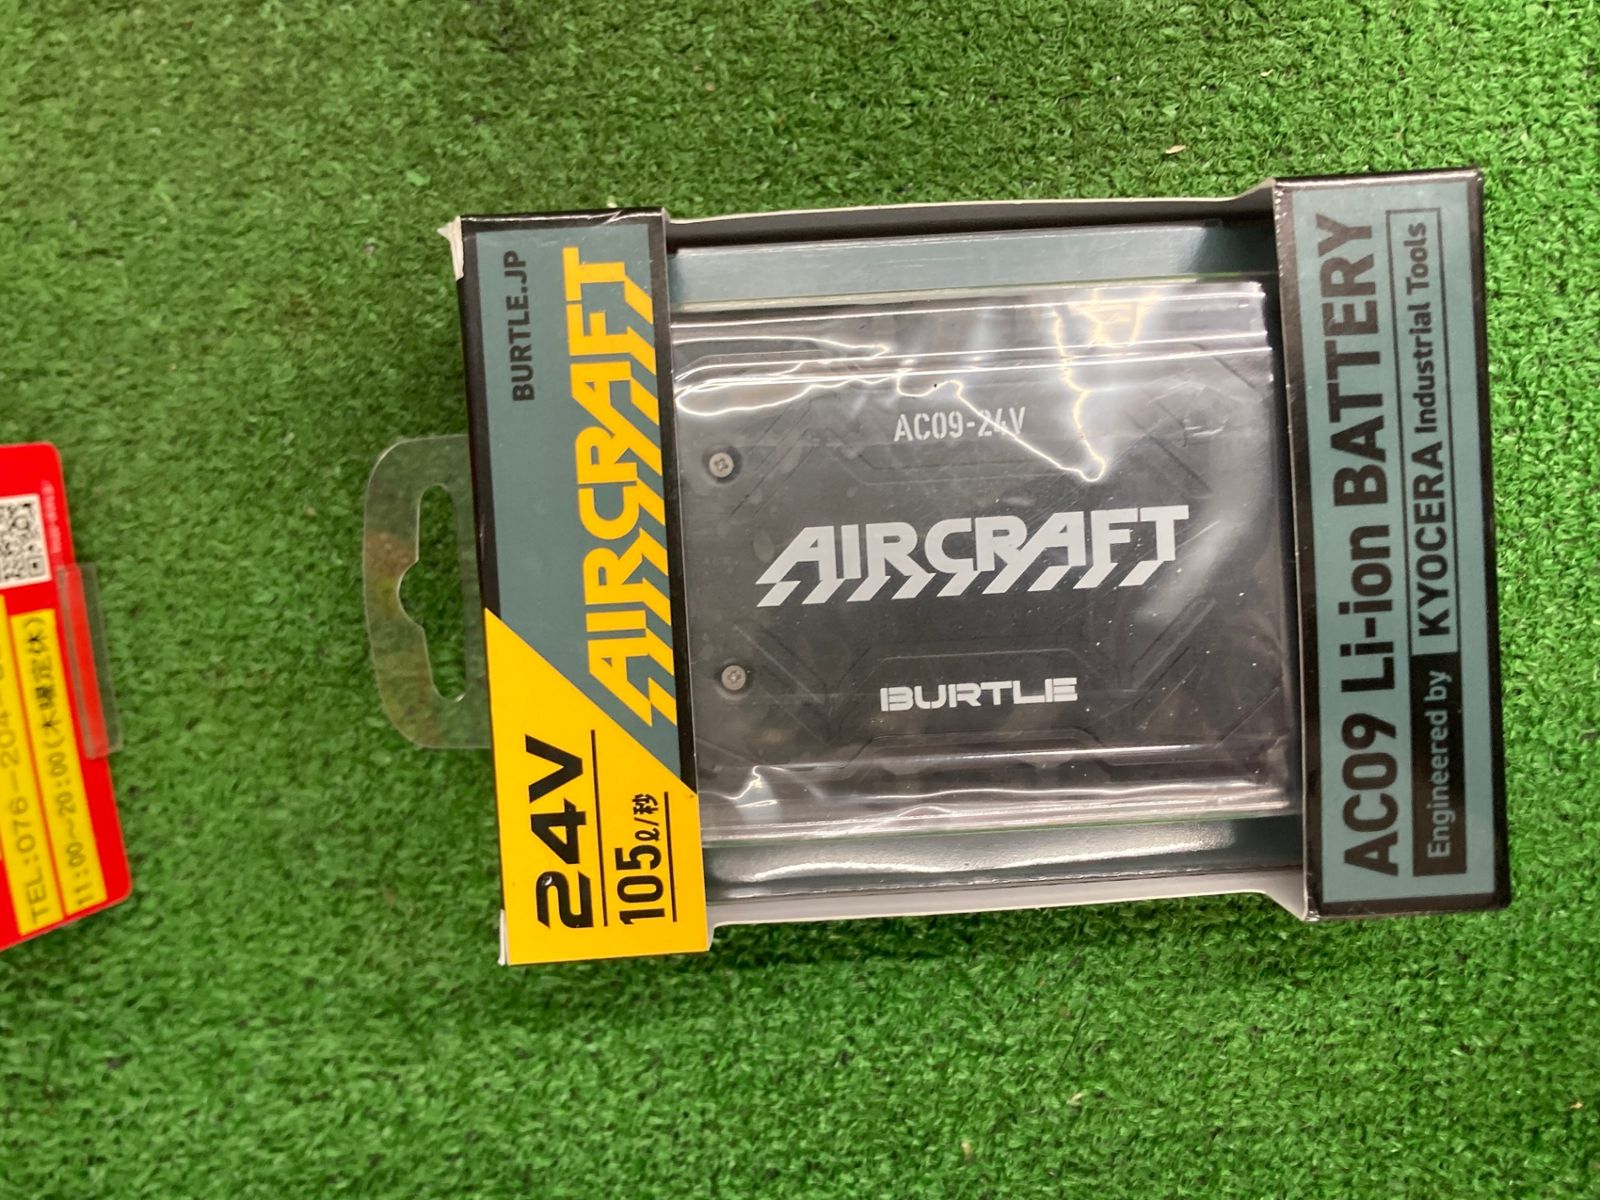 BURTLE.JP
AIRCRAFT
24V
105ℓ/秒
AC09-24V
AIRCRAFT
BURTLE
AC09 Li-ion BATTERY
Engineered by KYOCERA Industrial Tools
TEL:076-204-
11:00~20:00(木曜定休)